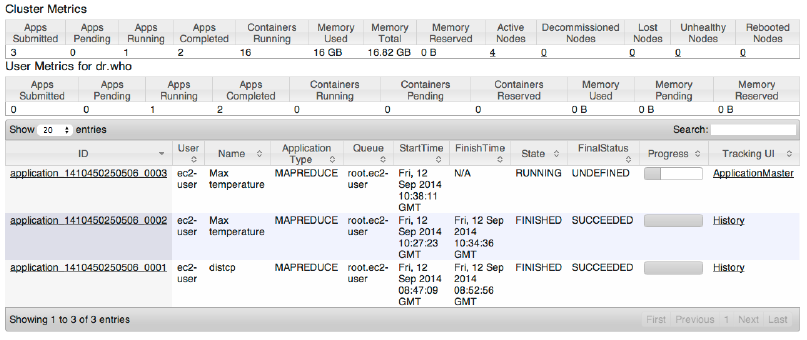 Cluster Metrics
Apps Submitted Apps Pending Apps Running Apps Completed Containers Running Memory Used Memory Total Memory Reserved Active Nodes Decommissioned Nodes Lost Nodes Unhealthy Nodes Rebooted Nodes
3 0 1 2 16 16 GB 16.82 GB 0 B 4 0 0 0 0
User Metrics for dr.who
Apps Submitted Apps Pending Apps Running Apps Completed Containers Running Containers Pending Containers Reserved Memory Used Memory Pending Memory Reserved
0 0 1 2 0 0 0 0 B 0 B 0 B
Show 20 entries Search:
ID User Name Application Type Queue StartTime FinishTime State FinalStatus Progress Tracking UI
application_1410450250506_0003 ec2-user Max temperature MAPREDUCE root.ec2-user Fri, 12 Sep 2014 10:38:11 GMT N/A RUNNING UNDEFINED ApplicationMaster
application_1410450250506_0002 ec2-user Max temperature MAPREDUCE root.ec2-user Fri, 12 Sep 2014 10:27:23 GMT Fri, 12 Sep 2014 10:34:36 GMT FINISHED SUCCEEDED History
application_1410450250506_0001 ec2-user distcp MAPREDUCE root.ec2-user Fri, 12 Sep 2014 08:47:09 GMT Fri, 12 Sep 2014 08:52:56 GMT FINISHED SUCCEEDED History
Showing 1 to 3 of 3 entries First Previous 1 Next Last